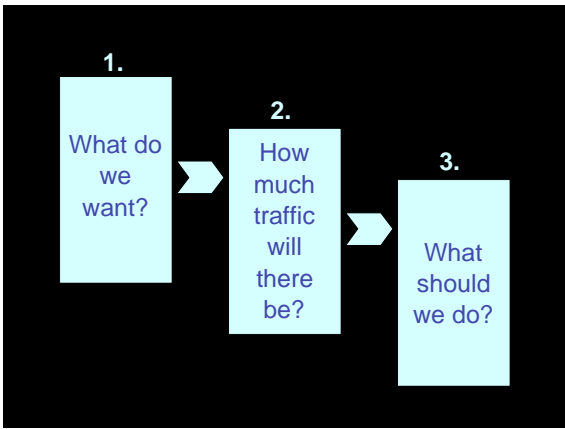 1.
What do
we
want?
2.
How
much
traffic
will
there
be?
3.
What
should
we do?